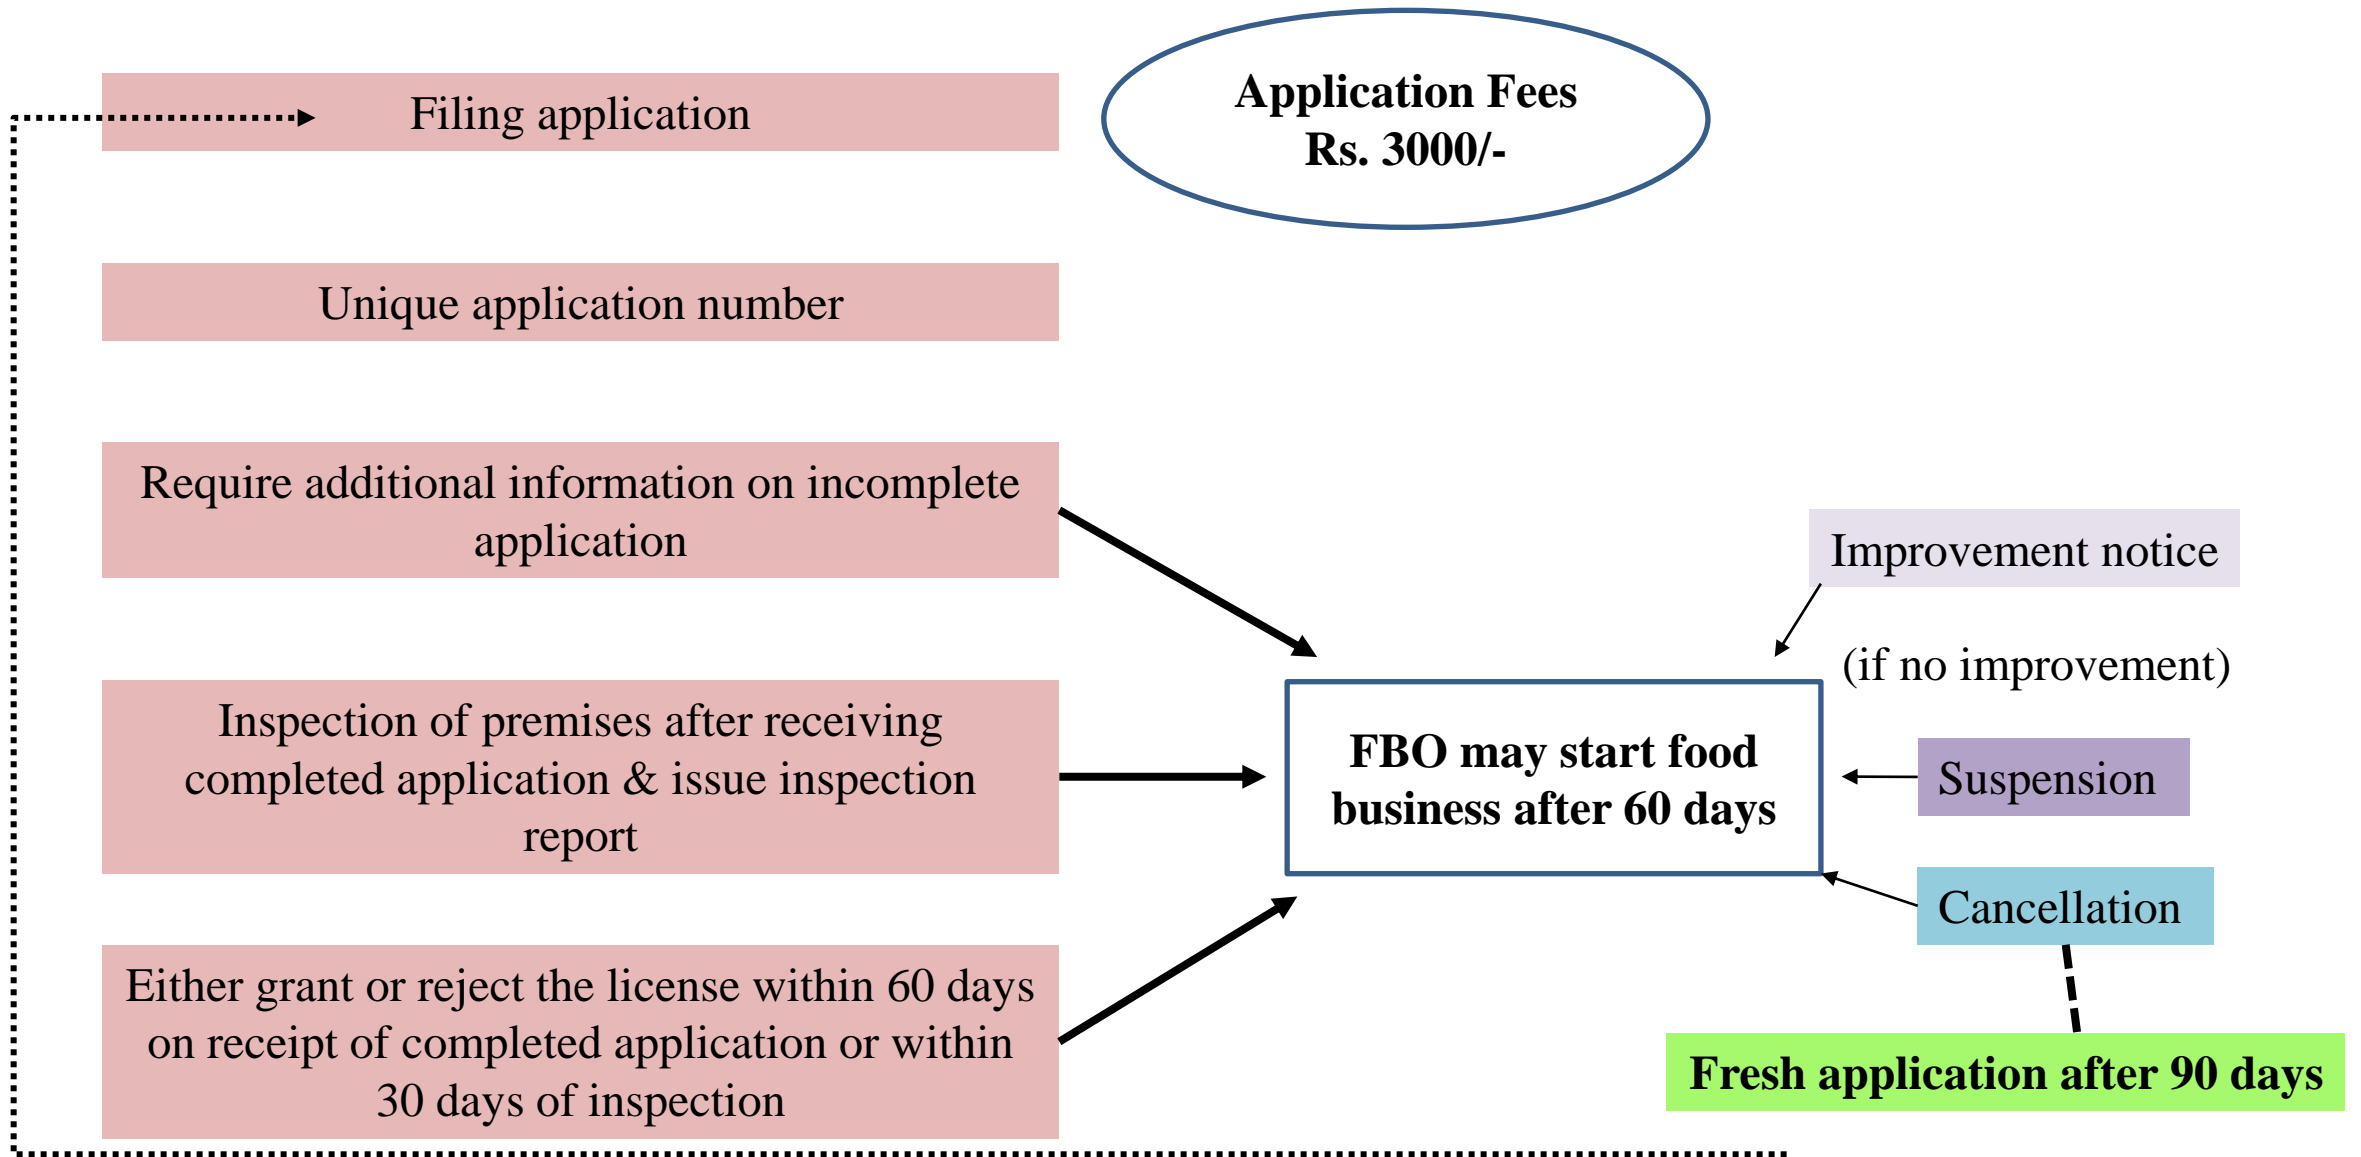 Filing application
Application Fees
Rs. 3000/-
Unique application number
Require additional information on incomplete
application
Improvement notice
(if no improvement)
Inspection of premises after receiving
completed application & issue inspection
report
FBO may start food
business after 60 days
Suspension
Cancellation
Either grant or reject the license within 60 days
on receipt of completed application or within
30 days of inspection
Fresh application after 90 days